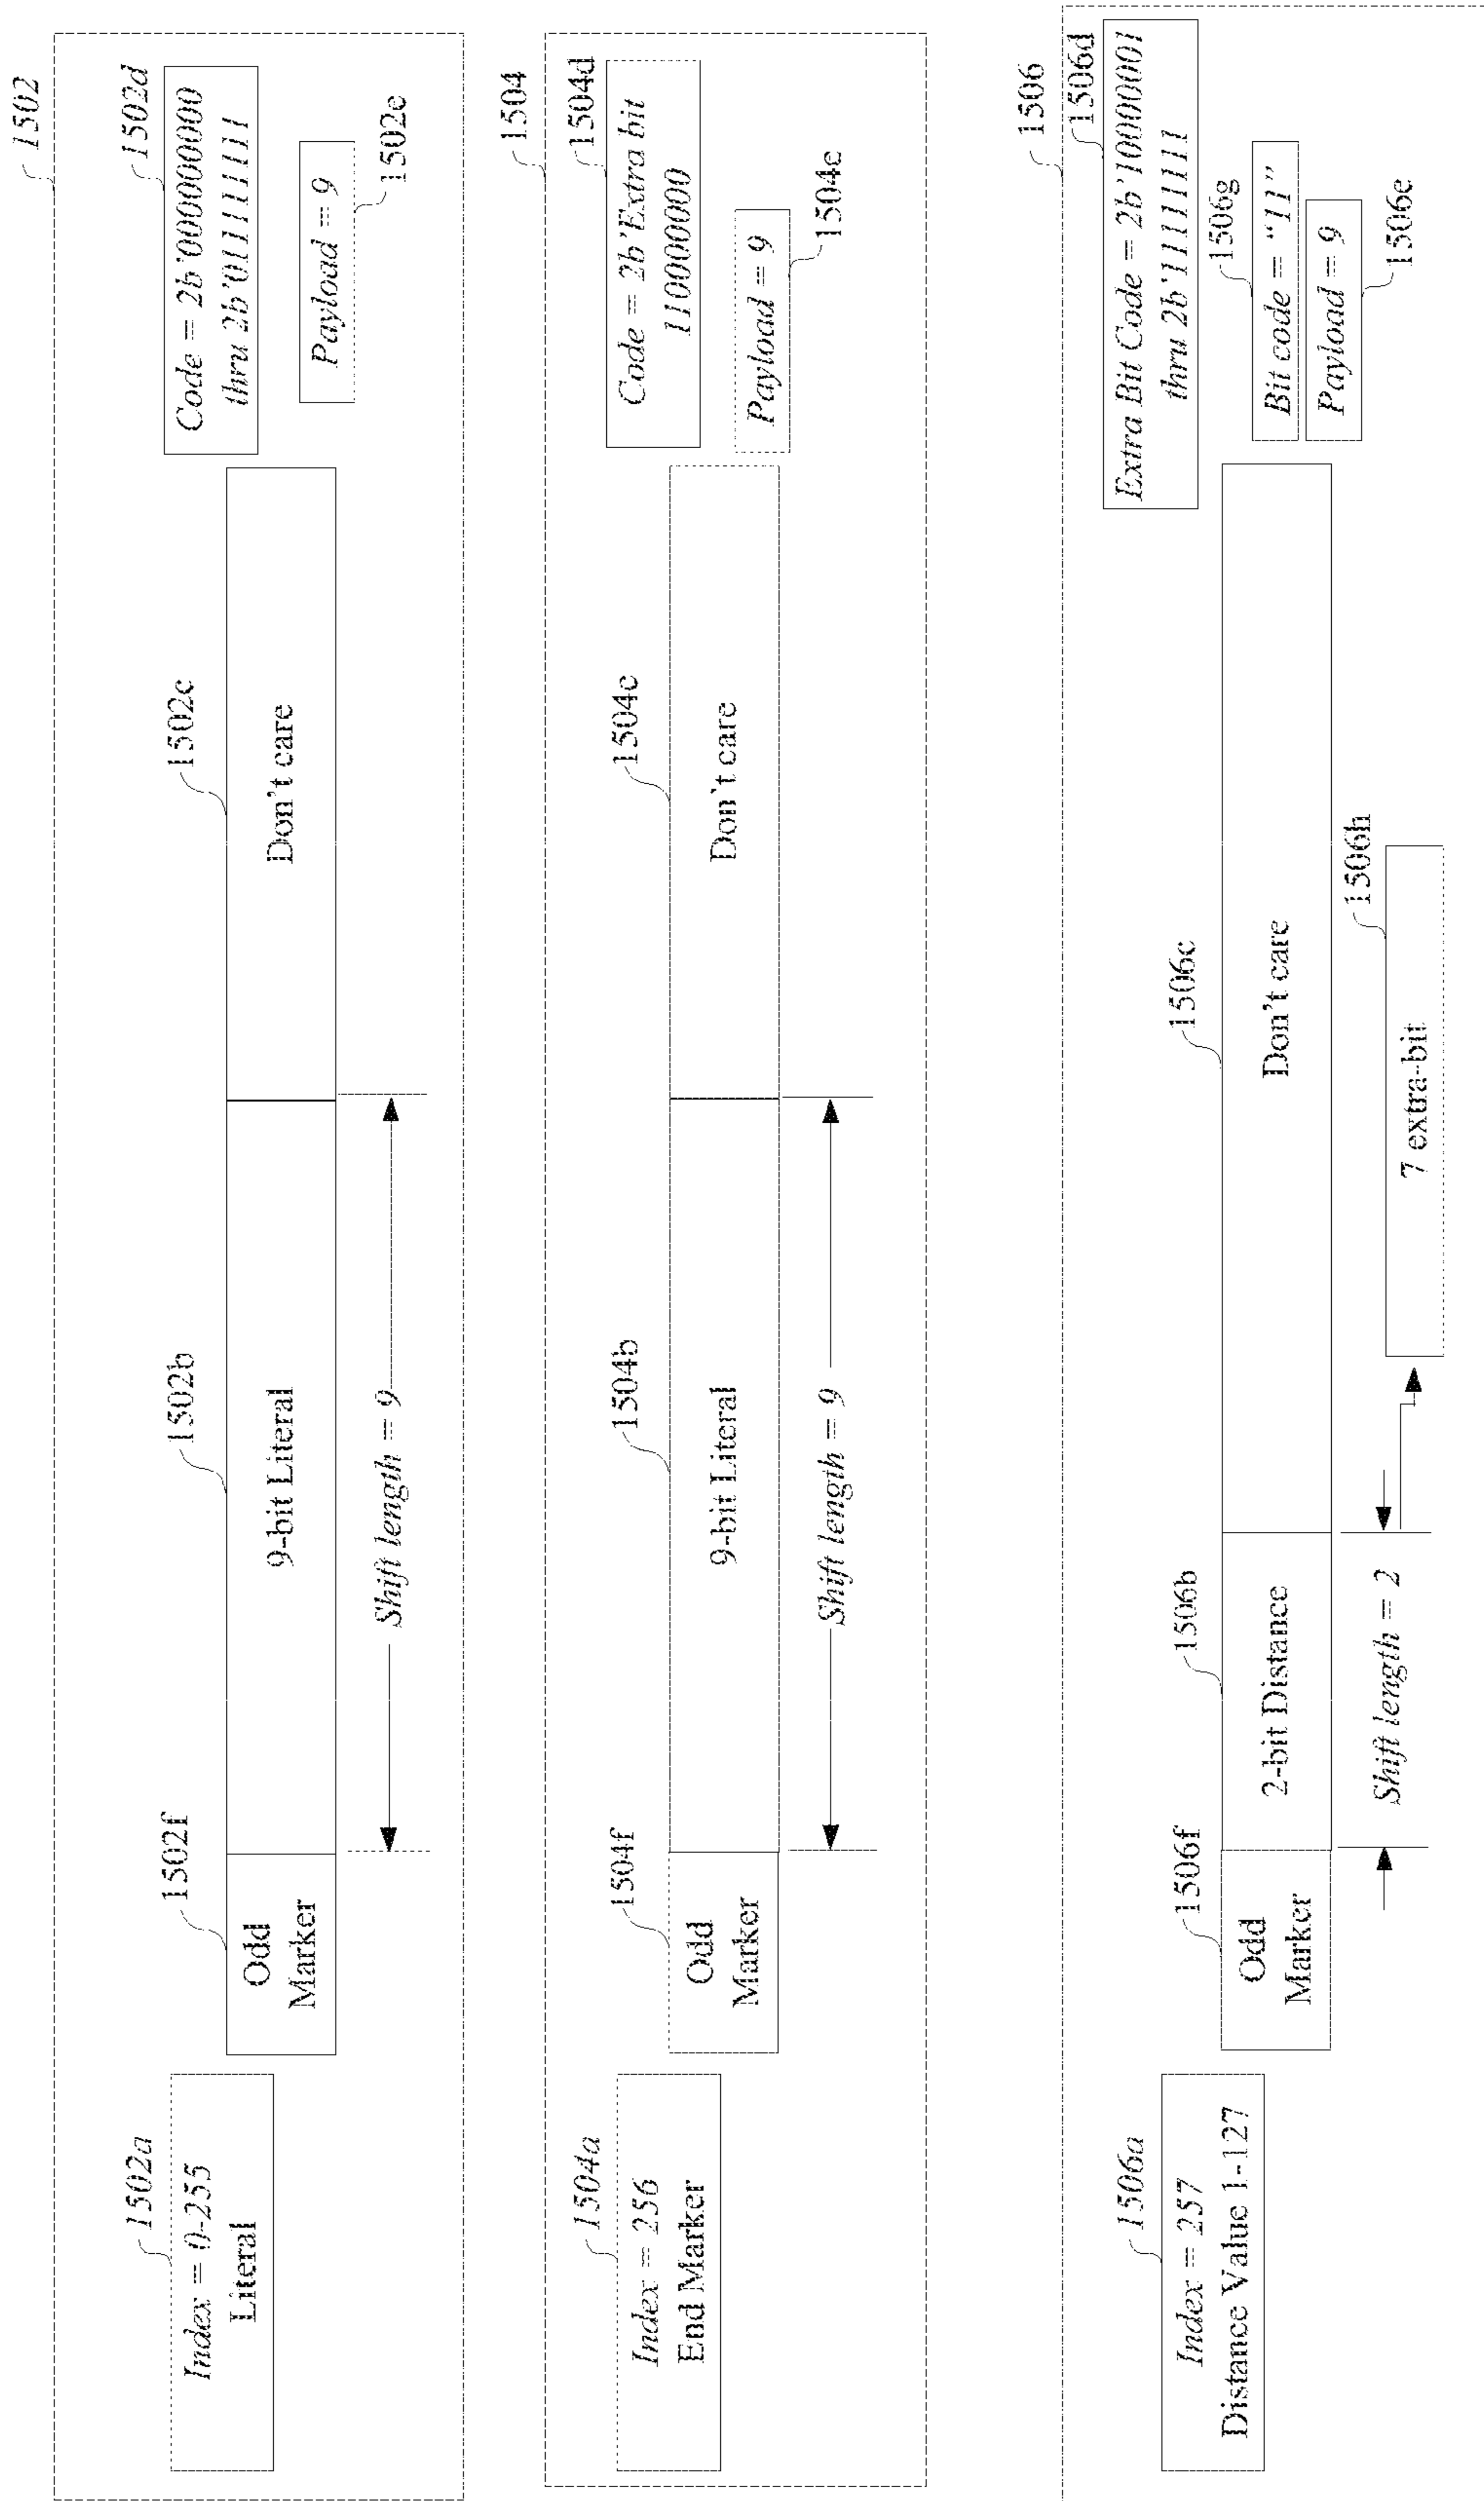 1502
1502a
Index = 0-255
Literal
1502f
Odd
Marker
1502b
9-bit Literal
Shift length = 9
1502c
Don't care
1502d
Code = 2b'000000000
thru 2b'011111111
Payload = 9
1502e
1504
1504a
Index = 256
End Marker
1504f
Odd
Marker
1504b
9-bit Literal
Shift length = 9
1504c
Don't care
1504d
Code = 2b'Extra bit
110000000
Payload = 9
1504e
1506
1506a
Index = 257
Distance Value 1-127
1506f
Odd
Marker
1506b
2-bit Distance
Shift length = 2
1506c
Don't care
1506h
7 extra-bit
1506d
Extra Bit Code = 2b'100000001
thru 2b'111111111
1506g
Bit code = “11”
Payload = 9
1506e